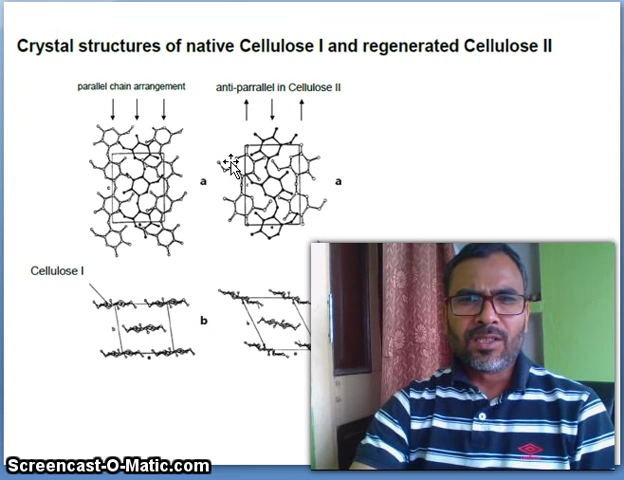 Crystal structures of native Cellulose I and regenerated Cellulose II
parallel chain arrangement
anti-parrallel in Cellulose II
a
a
Cellulose I
b
Screencast-O-Matic.com